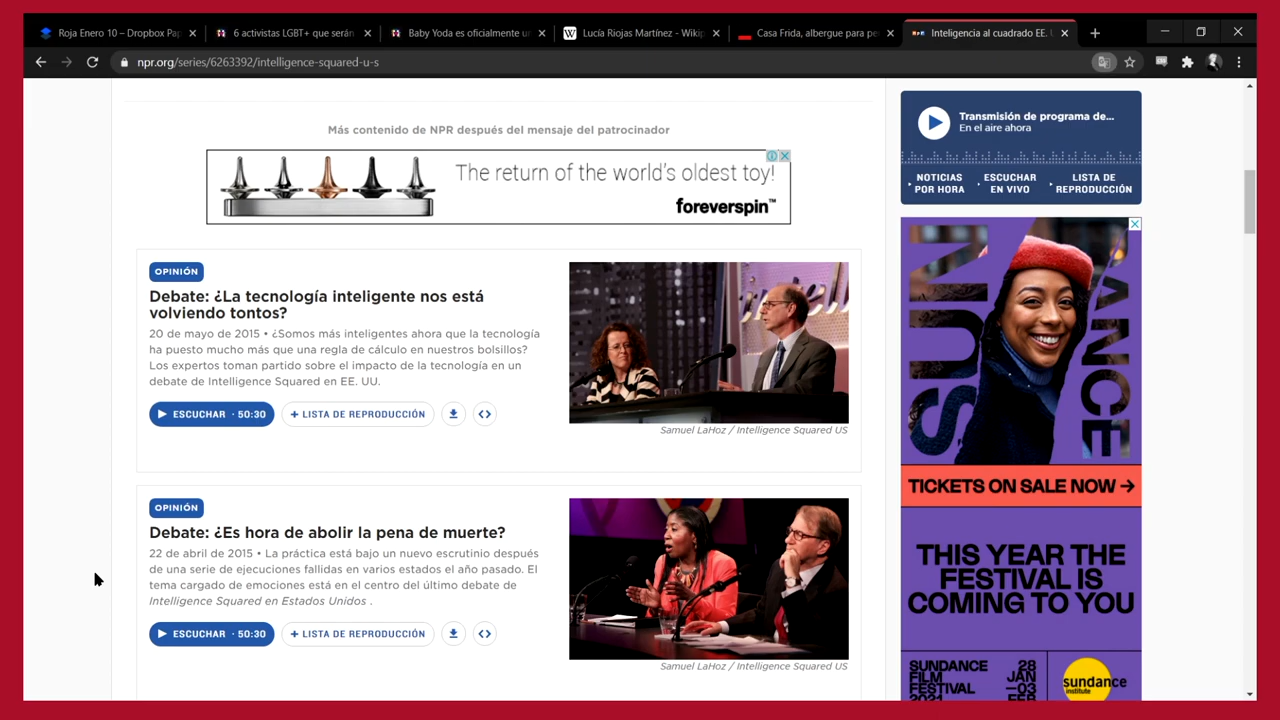 Roja Enero 10 – Dropbox Pap
6 activistas LGBT+ que serán
Baby Yoda es oficialmente un
Lucía Riojas Martínez - Wikip
Casa Frida, albergue para pe
Inteligencia al cuadrado EE. U
npr.org/series/6263392/intelligence-squared-u-s
Más contenido de NPR después del mensaje del patrocinador
The return of the world's oldest toy!
foreverspin™
OPINIÓN
Debate: ¿La tecnología inteligente nos está
volviendo tontos?
20 de mayo de 2015 • ¿Somos más inteligentes ahora que la tecnología
ha puesto mucho más que una regla de cálculo en nuestros bolsillos?
Los expertos toman partido sobre el impacto de la tecnología en un
debate de Intelligence Squared en EE. UU.
ESCUCHAR · 50:30
+ LISTA DE REPRODUCCIÓN
Samuel LaHoz / Intelligence Squared US
OPINIÓN
Debate: ¿Es hora de abolir la pena de muerte?
22 de abril de 2015 • La práctica está bajo un nuevo escrutinio después
de una serie de ejecuciones fallidas en varios estados el año pasado. El
tema cargado de emociones está en el centro del último debate de
Intelligence Squared en Estados Unidos .
ESCUCHAR · 50:30
+ LISTA DE REPRODUCCIÓN
Samuel LaHoz / Intelligence Squared US
Transmisión de programa de...
En el aire ahora
NOTICIAS
POR HORA
ESCUCHAR
EN VIVO
LISTA DE
REPRODUCCIÓN
SUNDANCE
TICKETS ON SALE NOW →
THIS YEAR THE
FESTIVAL IS
COMING TO YOU
SUNDANCE
FILM
FESTIVAL
2021
28
JAN
—03
FEB
sundance
institute